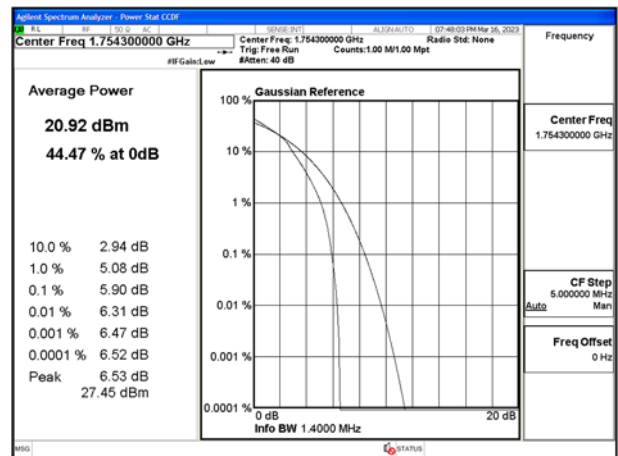 Agilent Spectrum Analyzer - Power Stat CCDF
RL RF 50 Ω AC SENSE:INT ALIGN AUTO 07:48:03 PM Mar 16, 2023
Center Freq 1.754300000 GHz
Center Freq: 1.754300000 GHz Radio Std: None
Trig: Free Run Counts:1.00 M/1.00 Mpt
#IFGain:Low #Atten: 40 dB
Frequency
Average Power
20.92 dBm
44.47 % at 0dB
10.0 % 2.94 dB
1.0 % 5.08 dB
0.1 % 5.90 dB
0.01 % 6.31 dB
0.001 % 6.47 dB
0.0001 % 6.52 dB
Peak 6.53 dB
27.45 dBm
Gaussian Reference
100 %
10 %
1 %
0.1 %
0.01 %
0.001 %
0.0001 %
0 dB 20 dB
Info BW 1.4000 MHz
Center Freq
1.754300000 GHz
CF Step
5.000000 MHz
Auto Man
Freq Offset
0 Hz
MSG STATUS